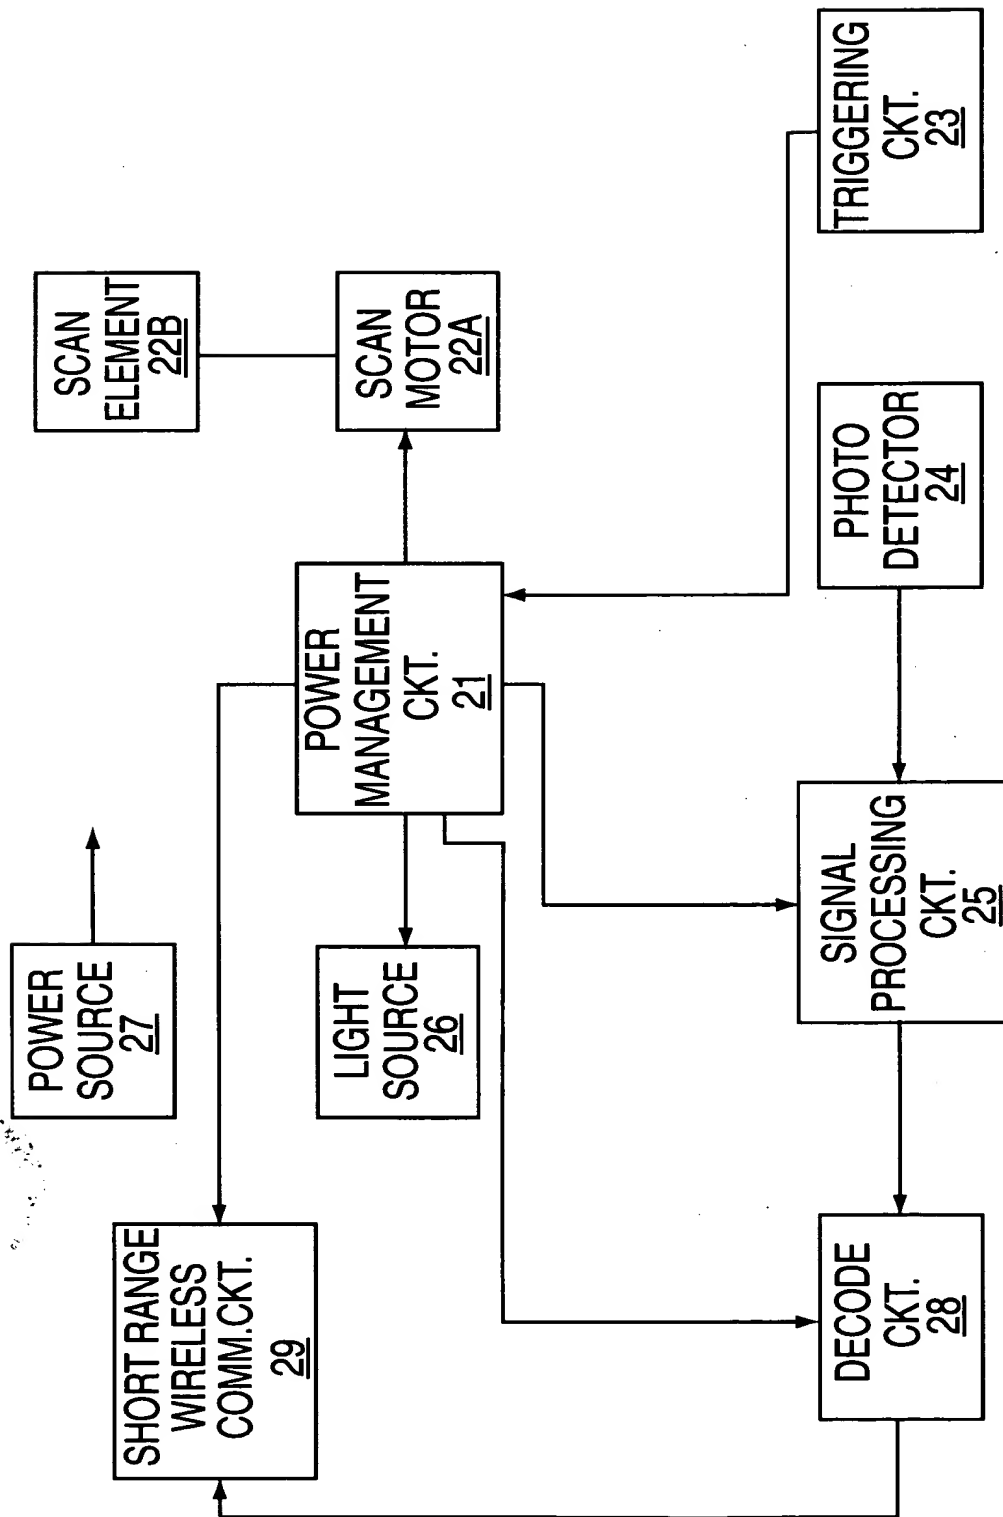 SCAN
ELEMENT
22B
SCAN
MOTOR
22A
TRIGGERING
CKT.
23
POWER
MANAGEMENT
CKT.
21
PHOTO
DETECTOR
24
POWER
SOURCE
27
LIGHT
SOURCE
26
SIGNAL
PROCESSING
CKT.
25
SHORT RANGE
WIRELESS
COMM.CKT.
29
DECODE
CKT.
28